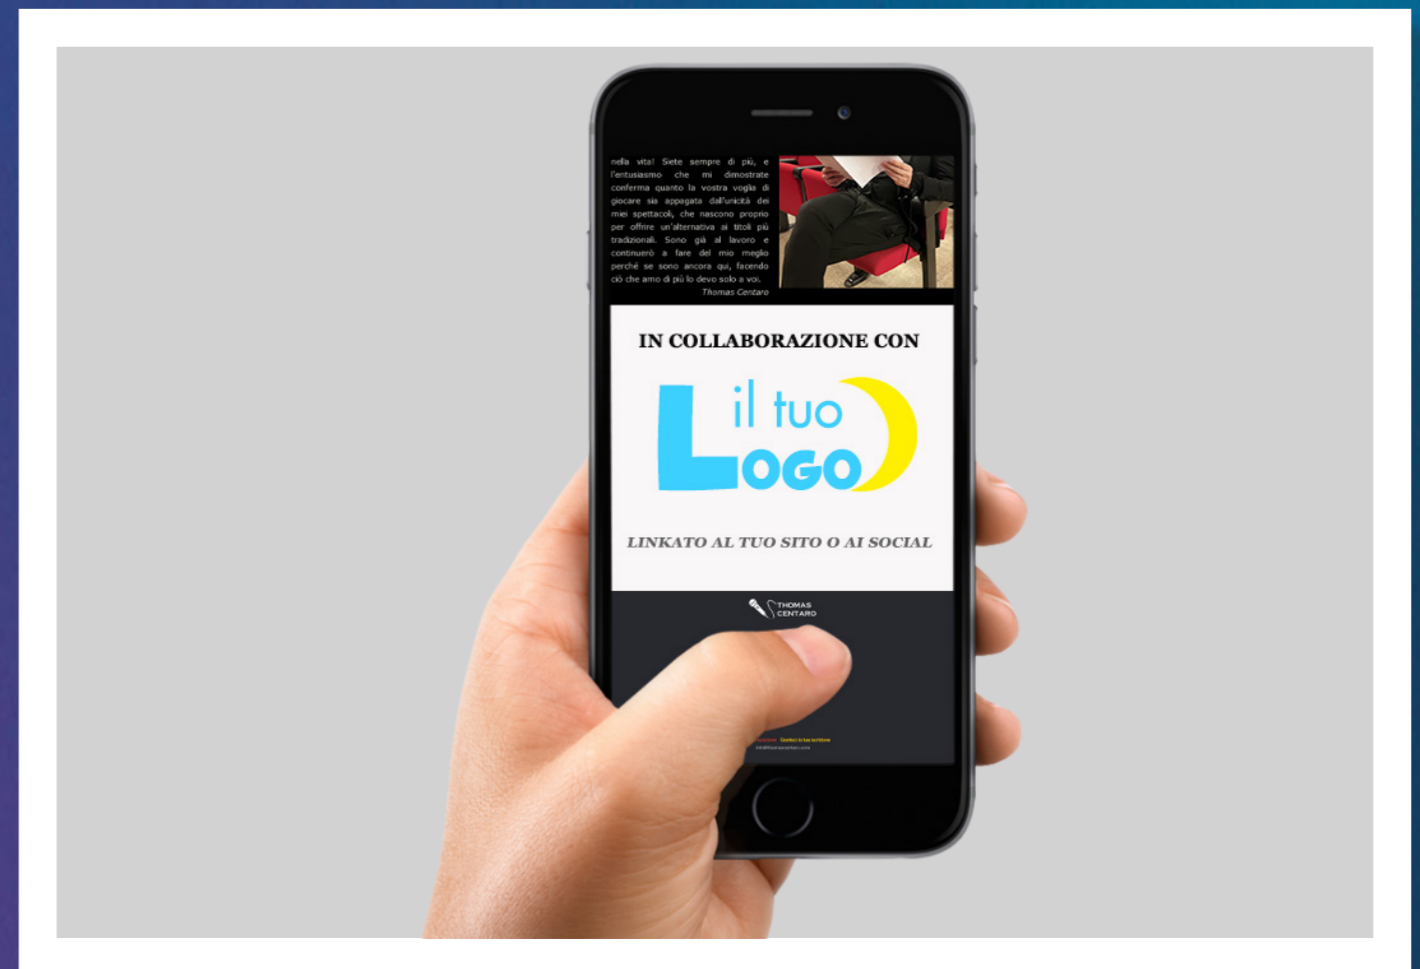 nella vita! Siete sempre di più, e
l'entusiasmo che mi dimostrate
conferma quanto la vostra voglia di
giocare sia appagata dall'unicità dei
miei spettacoli, che nascono proprio
per offrire un'alternativa ai titoli più
tradizionali. Sono già al lavoro e
continuerò a fare del mio meglio
perché se sono ancora qui, facendo
ciò che amo di più lo devo solo a voi.
Thomas Centaro
IN COLLABORAZIONE CON
il tuo
LOGO
LINKATO AL TUO SITO O AI SOCIAL
THOMAS
CENTARO